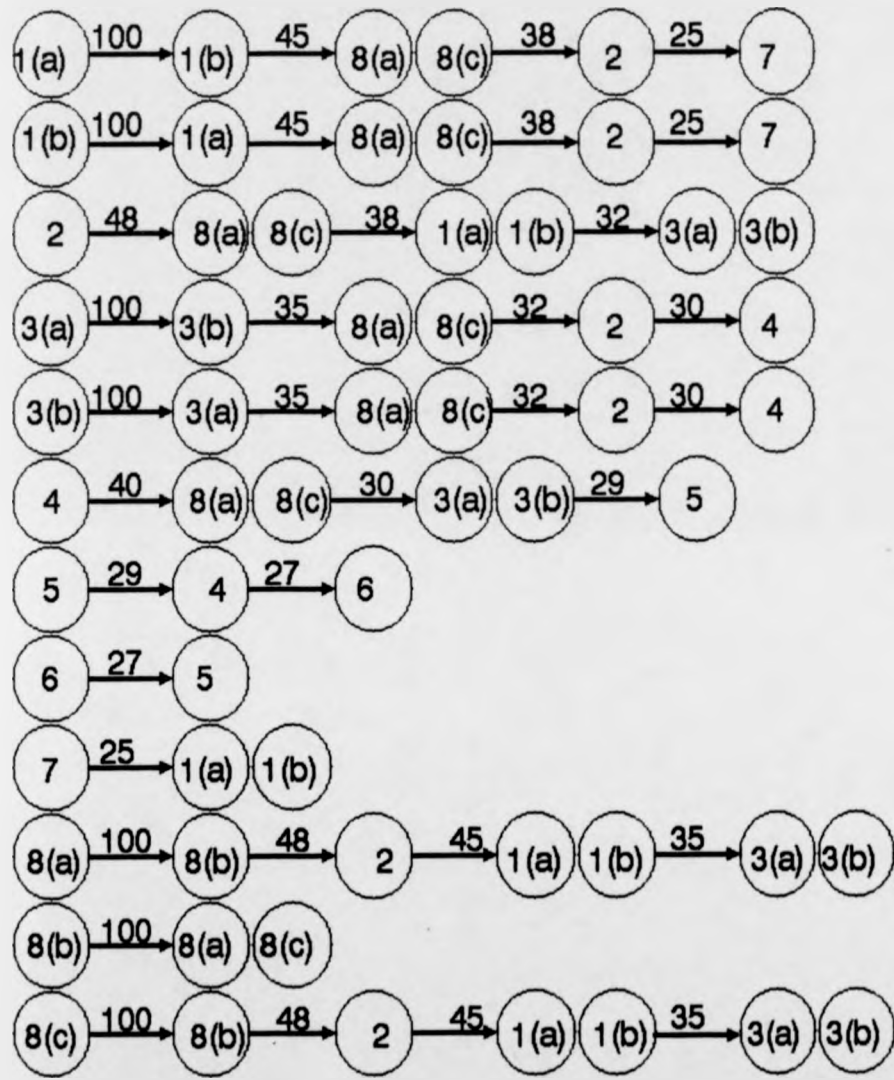 1(a) 100 1(b) 45 8(a) 8(c) 38 2 25 7
1(b) 100 1(a) 45 8(a) 8(c) 38 2 25 7
2 48 8(a) 8(c) 38 1(a) 1(b) 32 3(a) 3(b)
3(a) 100 3(b) 35 8(a) 8(c) 32 2 30 4
3(b) 100 3(a) 35 8(a) 8(c) 32 2 30 4
4 40 8(a) 8(c) 30 3(a) 3(b) 29 5
5 29 4 27 6
6 27 5
7 25 1(a) 1(b)
8(a) 100 8(b) 48 2 45 1(a) 1(b) 35 3(a) 3(b)
8(b) 100 8(a) 8(c)
8(c) 100 8(b) 48 2 45 1(a) 1(b) 35 3(a) 3(b)